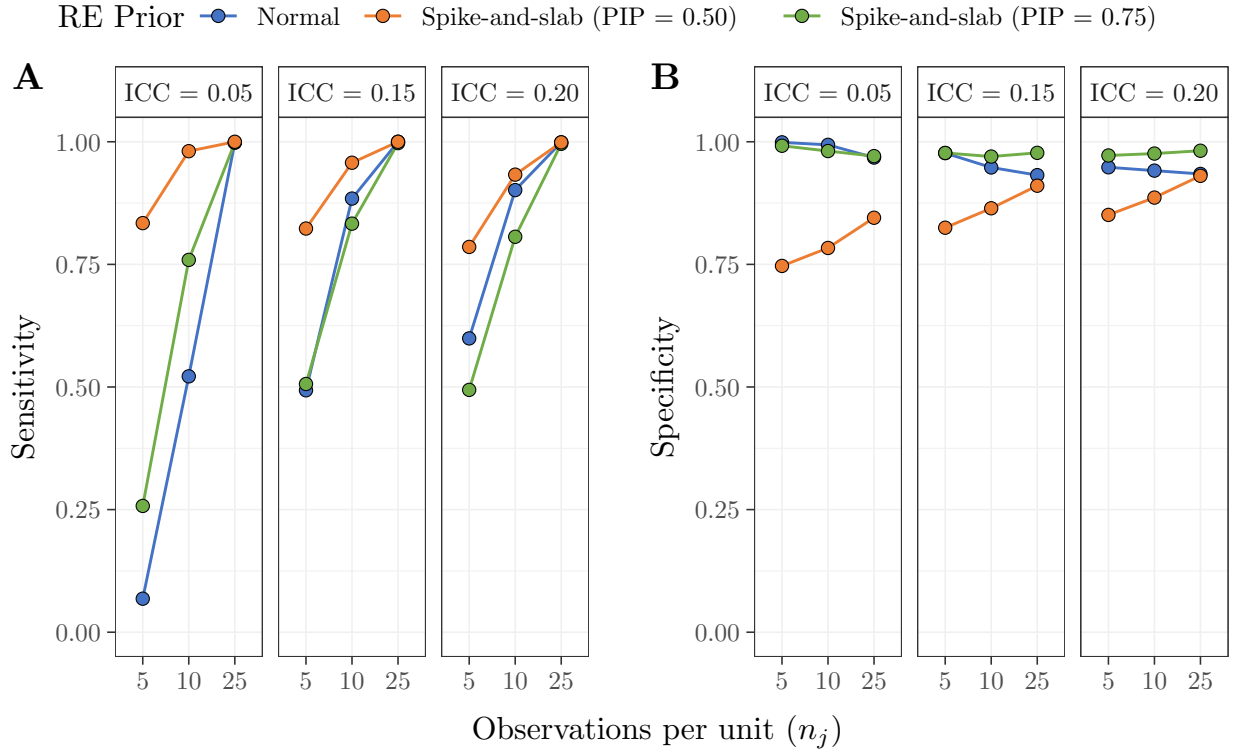 RE Prior Normal Spike-and-slab (PIP = 0.50) Spike-and-slab (PIP = 0.75)
A
ICC = 0.05 ICC = 0.15 ICC = 0.20
Sensitivity
1.00
0.75
0.50
0.25
0.00
5 10 25 5 10 25 5 10 25
B
ICC = 0.05 ICC = 0.15 ICC = 0.20
Specificity
1.00
0.75
0.50
0.25
0.00
5 10 25 5 10 25 5 10 25
Observations per unit (n_j)